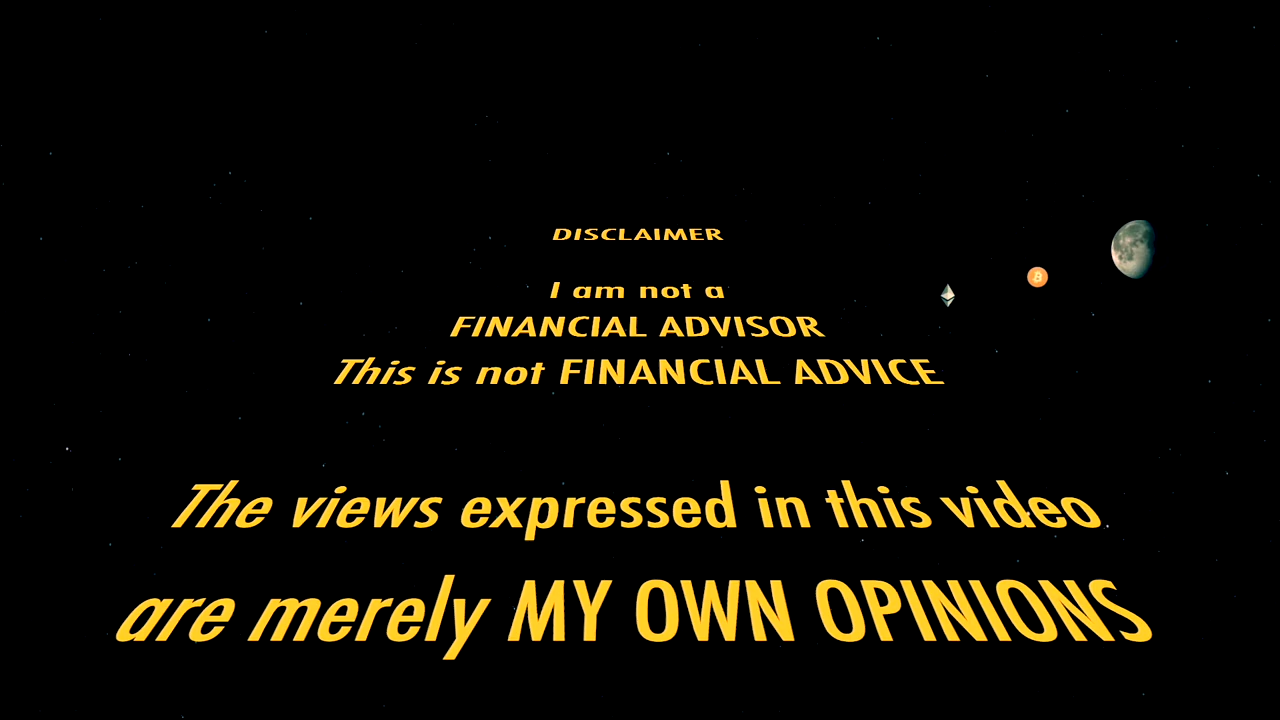 DISCLAIMER
I am not a
FINANCIAL ADVISOR
This is not FINANCIAL ADVICE
The views expressed in this video
are merely MY OWN OPINIONS